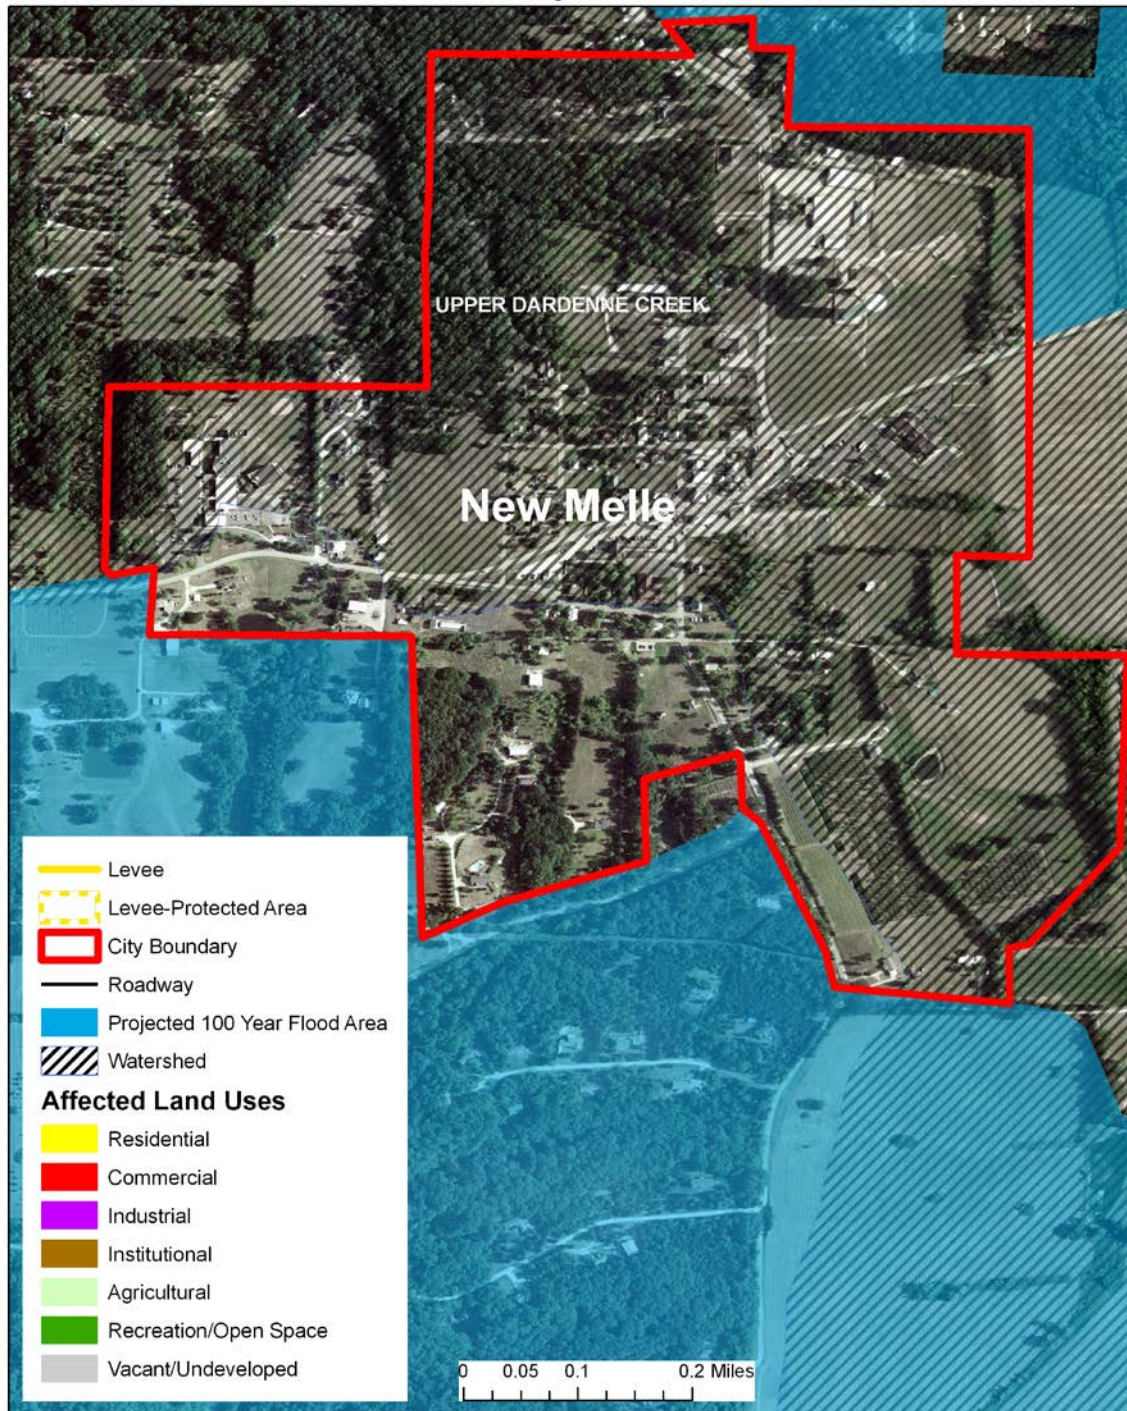 UPPER DARDENNE CREEK
New Melle
Levee
Levee-Protected Area
City Boundary
Roadway
Projected 100 Year Flood Area
Watershed
Affected Land Uses
Residential
Commercial
Industrial
Institutional
Agricultural
Recreation/Open Space
Vacant/Undeveloped
0 0.05 0.1 0.2 Miles